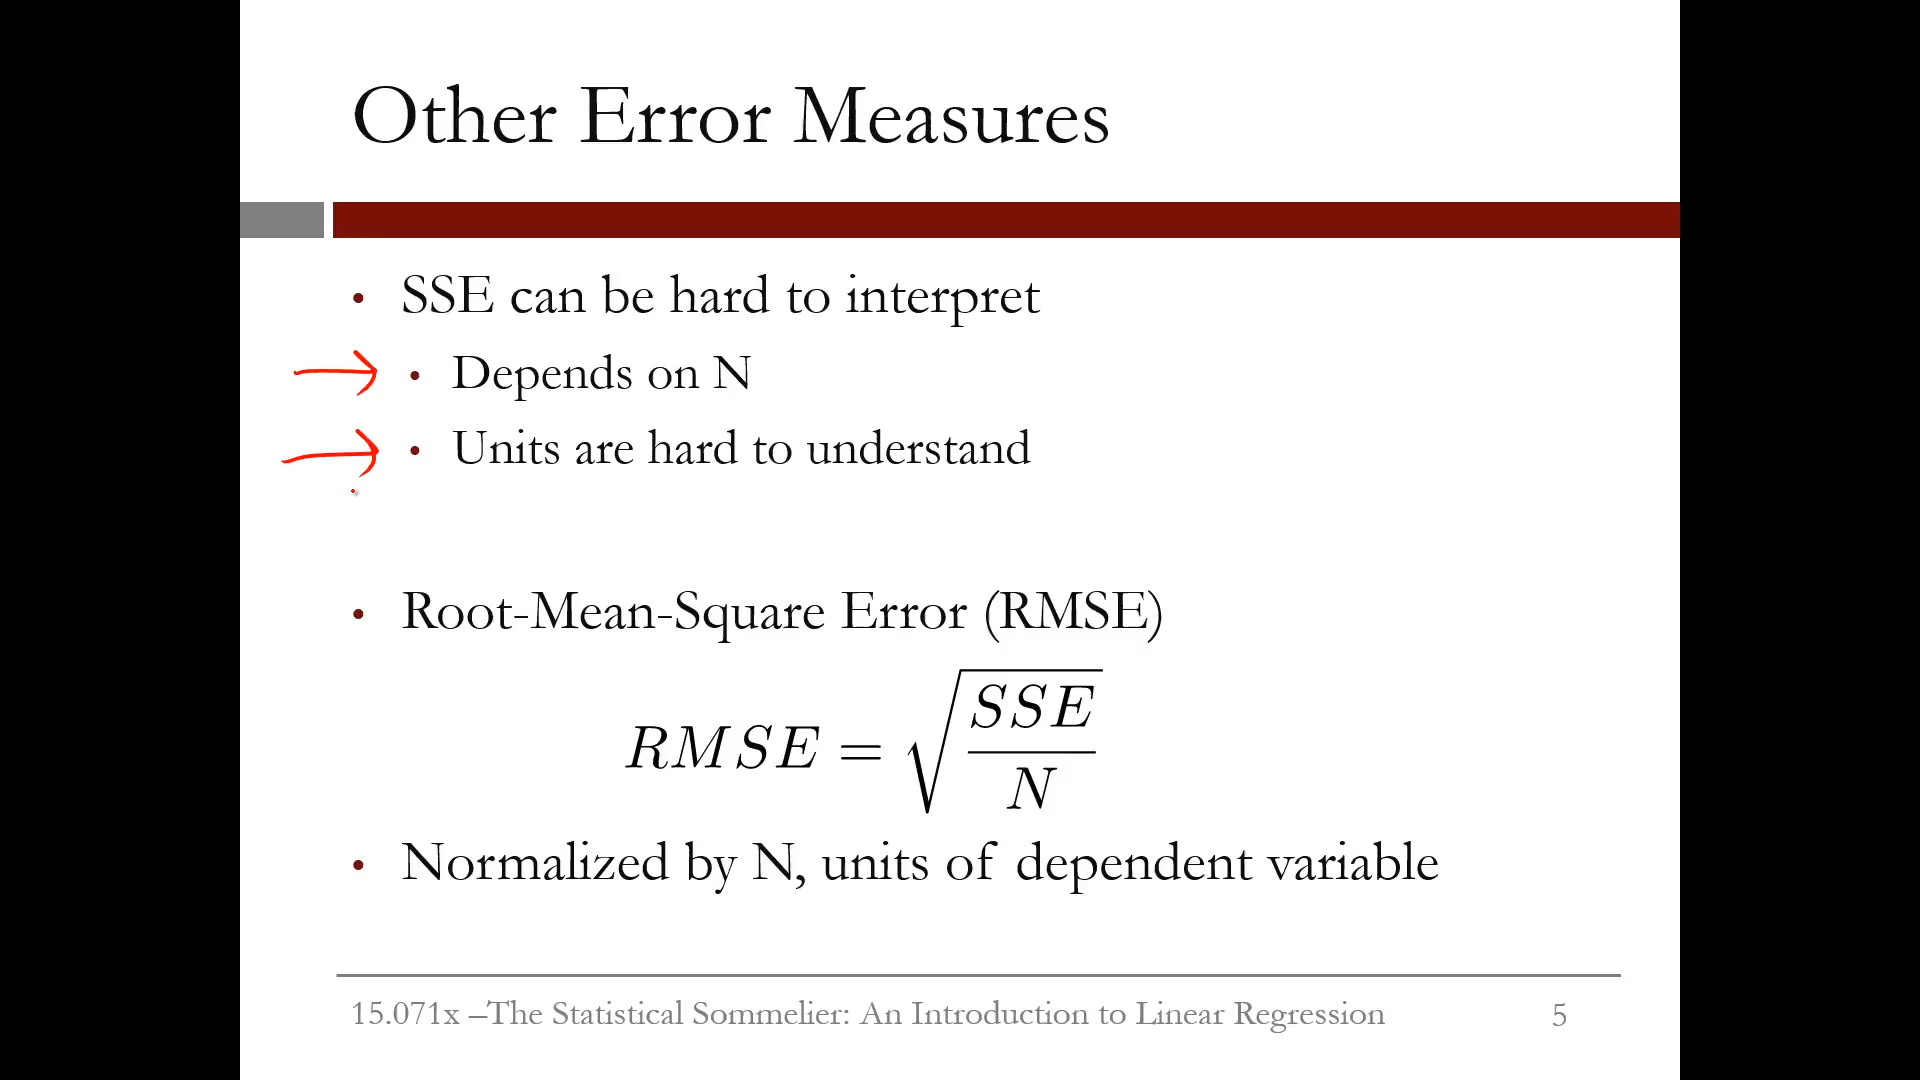 Other Error Measures
• SSE can be hard to interpret
• Depends on N
• Units are hard to understand
• Root-Mean-Square Error (RMSE)
RMSE = √(SSE/N)
• Normalized by N, units of dependent variable
15.071x –The Statistical Sommelier: An Introduction to Linear Regression 5